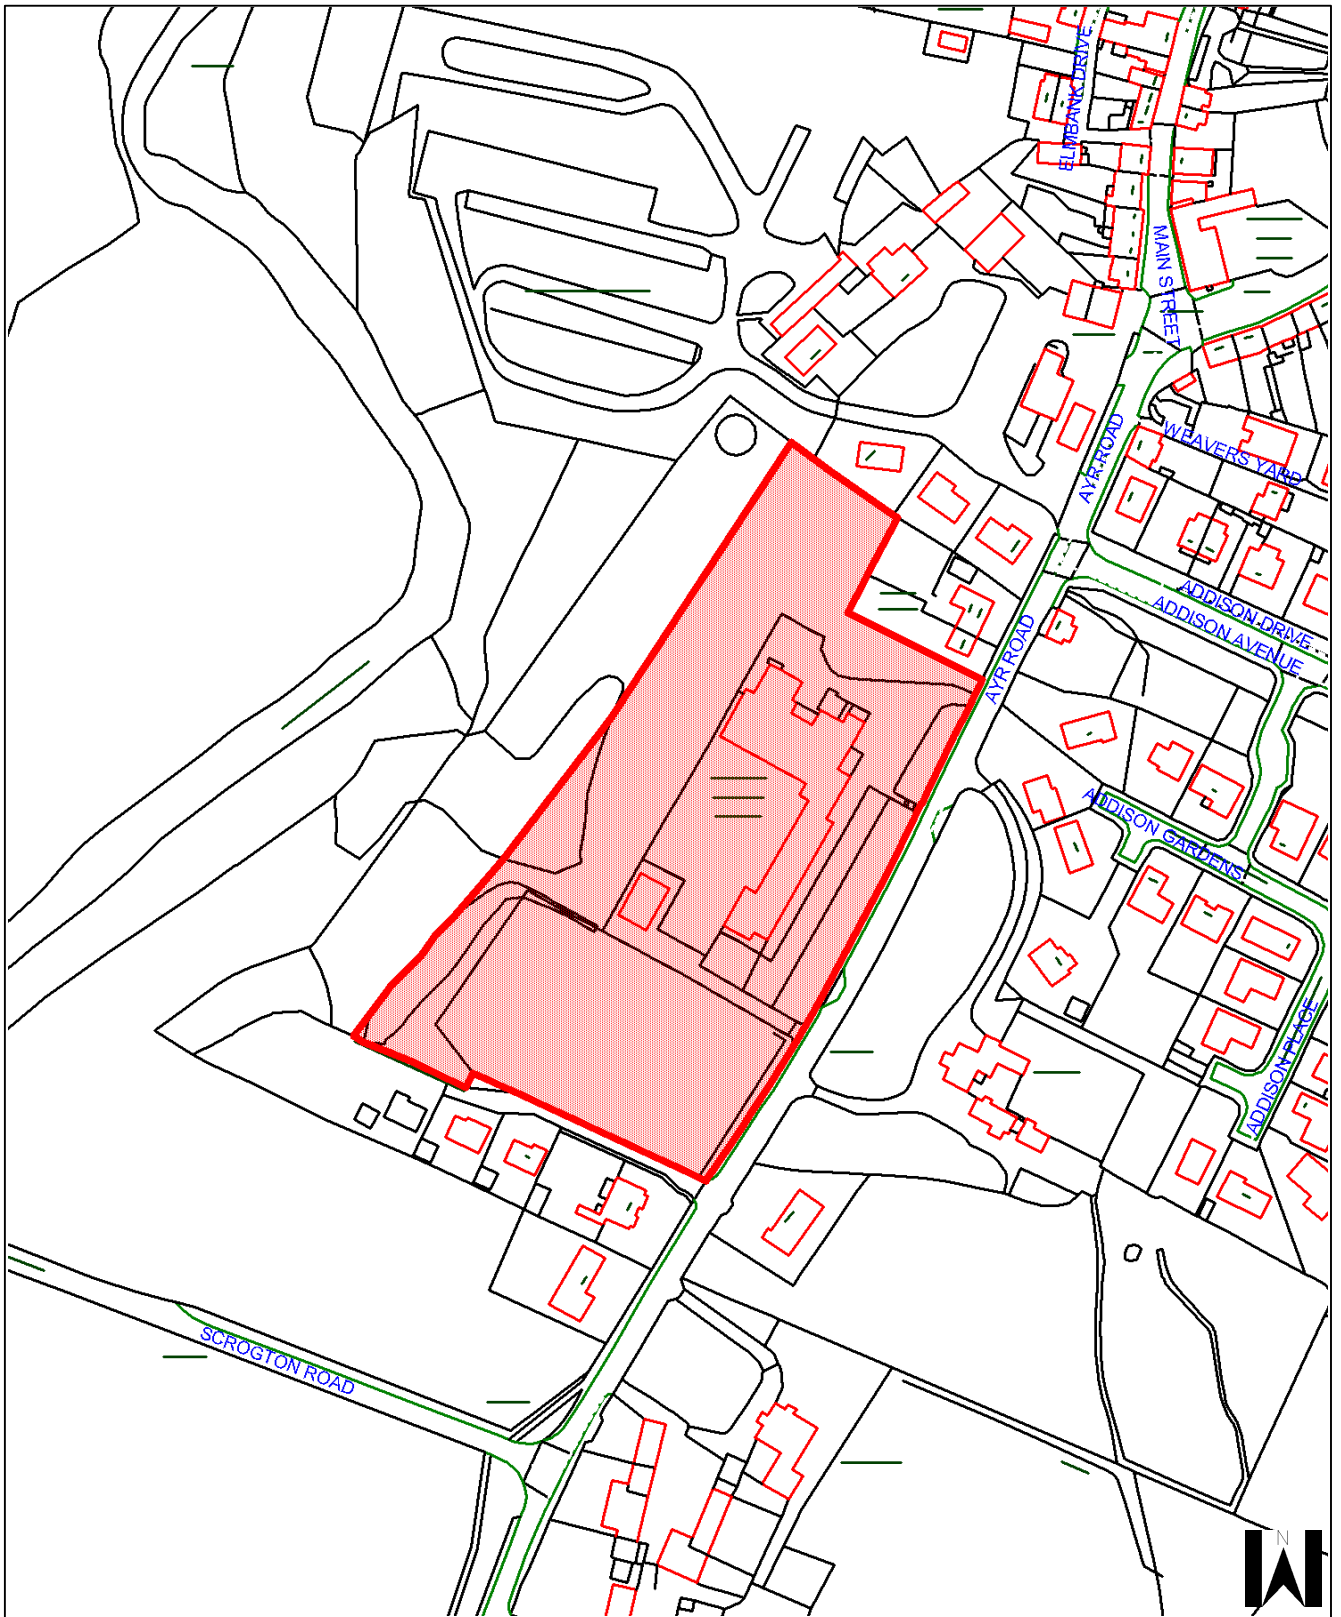 ELMBANK DRIVE
MAIN STREET
AYR ROAD
WEAVERS YARD
ADDISON DRIVE
ADDISON AVENUE
AYR ROAD
ADDISON GARDENS
ADDISON PLACE
SCROGTON ROAD
N